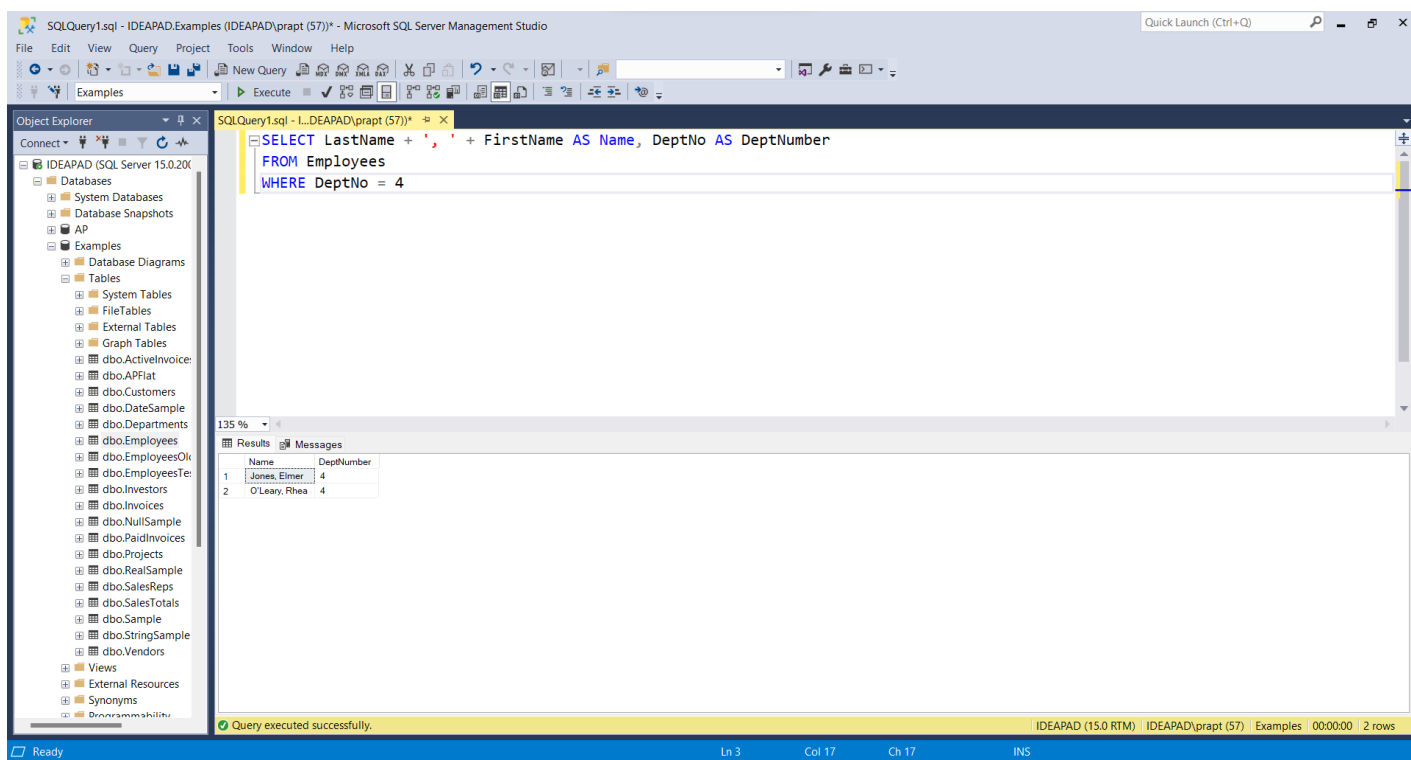 SQLQuery1.sql - IDEAPAD.Examples (IDEAPAD\prapt (57))* - Microsoft SQL Server Management Studio
Quick Launch (Ctrl+Q)
File Edit View Query Project Tools Window Help
New Query MDX DMX XMLA DAX
Examples Execute
Object Explorer
SQLQuery1.sql - I...DEAPAD\prapt (57))*
Connect
SELECT LastName + ', ' + FirstName AS Name, DeptNo AS DeptNumber
FROM Employees
WHERE DeptNo = 4
IDEAPAD (SQL Server 15.0.200
Databases
System Databases
Database Snapshots
AP
Examples
Database Diagrams
Tables
System Tables
FileTables
External Tables
Graph Tables
dbo.ActiveInvoice
dbo.APFlat
dbo.Customers
dbo.DateSample
dbo.Departments
dbo.Employees
dbo.EmployeesOl
dbo.EmployeesTe
dbo.Investors
dbo.Invoices
dbo.NullSample
dbo.PaidInvoices
dbo.Projects
dbo.RealSample
dbo.SalesReps
dbo.SalesTotals
dbo.Sample
dbo.StringSample
dbo.Vendors
Views
External Resources
Synonyms
Programmability
135 %
Results Messages
Name DeptNumber
1 Jones, Elmer 4
2 O'Leary, Rhea 4
Query executed successfully.
IDEAPAD (15.0 RTM) IDEAPAD\prapt (57) Examples 00:00:00 2 rows
Ready Ln 3 Col 17 Ch 17 INS